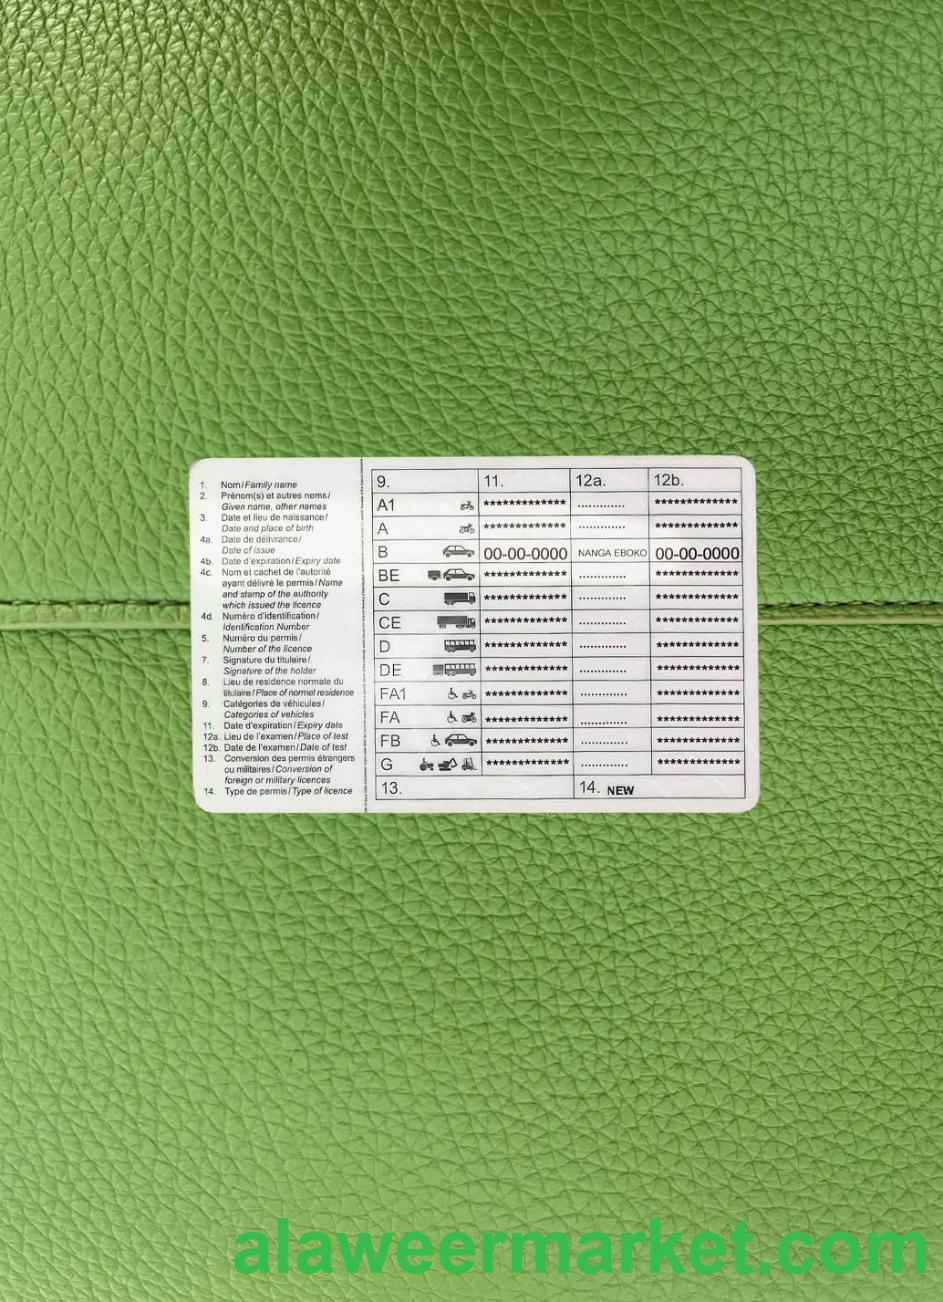 1. Nom/Family name
2. Prénom(s) et autres noms/
Given name, other names
3. Date et lieu de naissance/
Date and place of birth
4a. Date de délivrance/
Date of issue
4b. Date d'expiration/Expiry date
4c. Nom et cachet de l'autorité
ayant délivré le permis/Name
and stamp of the authority
which issued the licence
4d. Numéro d'identification/
Identification Number
5. Numéro du permis/
Number of the licence
7. Signature du titulaire/
Signature of the holder
8. Lieu de residence normale du
titulaire/Place of normal residence
9. Catégories de véhicules/
Categories of vehicles
11. Date d'expiration/Expiry date
12a. Lieu de l'examen/Place of test
12b. Date de l'examen/Date of test
13. Conversion des permis étrangers
ou militaires/Conversion of
foreign or military licences
14. Type de permis/Type of licence
9. 11. 12a. 12b.
A1 ************* ............. *************
A ************* ............. *************
B 00-00-0000 NANGA EBOKO 00-00-0000
BE ************* ............. *************
C ************* ............. *************
CE ************* ............. *************
D ************* ............. *************
DE ************* ............. *************
FA1 ************* ............. *************
FA ************* ............. *************
FB ************* ............. *************
G ************* ............. *************
13. 14. NEW
alaweermarket.com